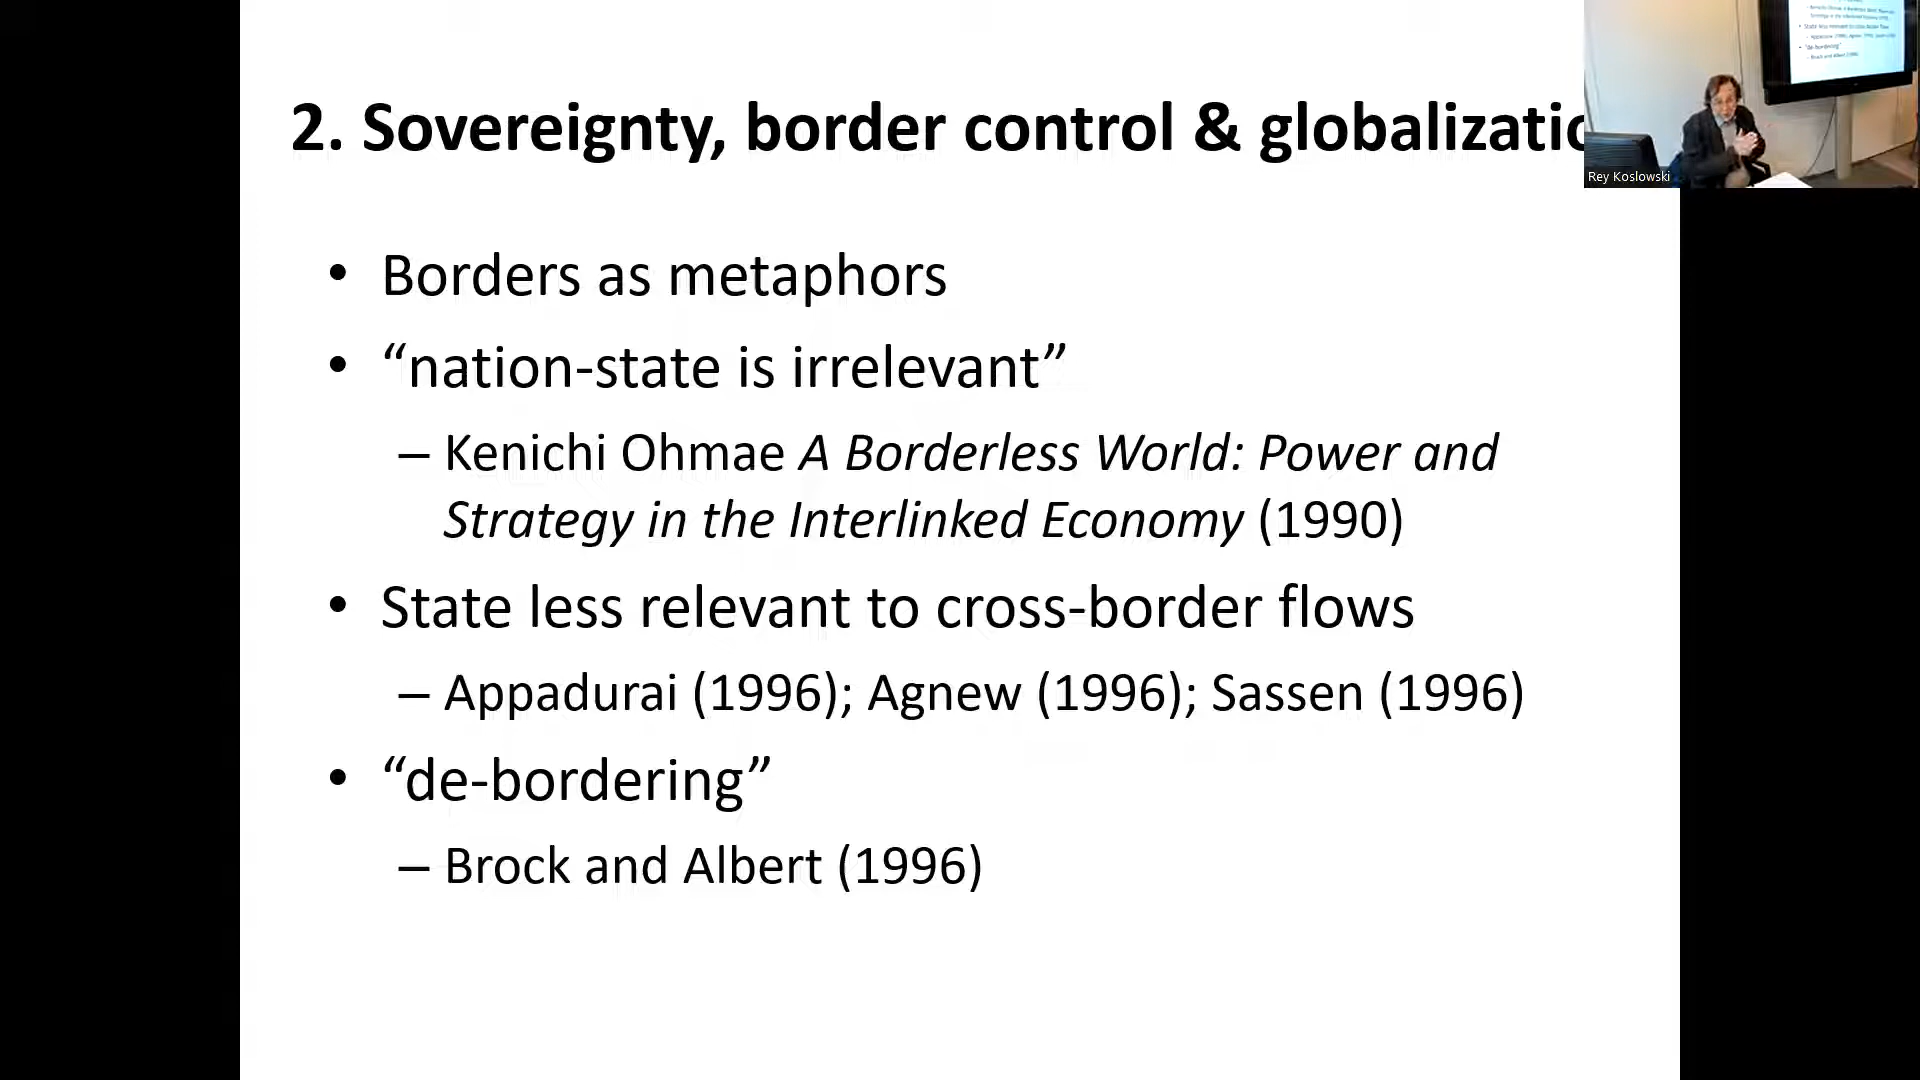 2. Sovereignty, border control & globalizatio
Rey Koslowski
• Borders as metaphors
• “nation-state is irrelevant”
– Kenichi Ohmae A Borderless World: Power and
Strategy in the Interlinked Economy (1990)
• State less relevant to cross-border flows
– Appadurai (1996); Agnew (1996); Sassen (1996)
• “de-bordering”
– Brock and Albert (1996)